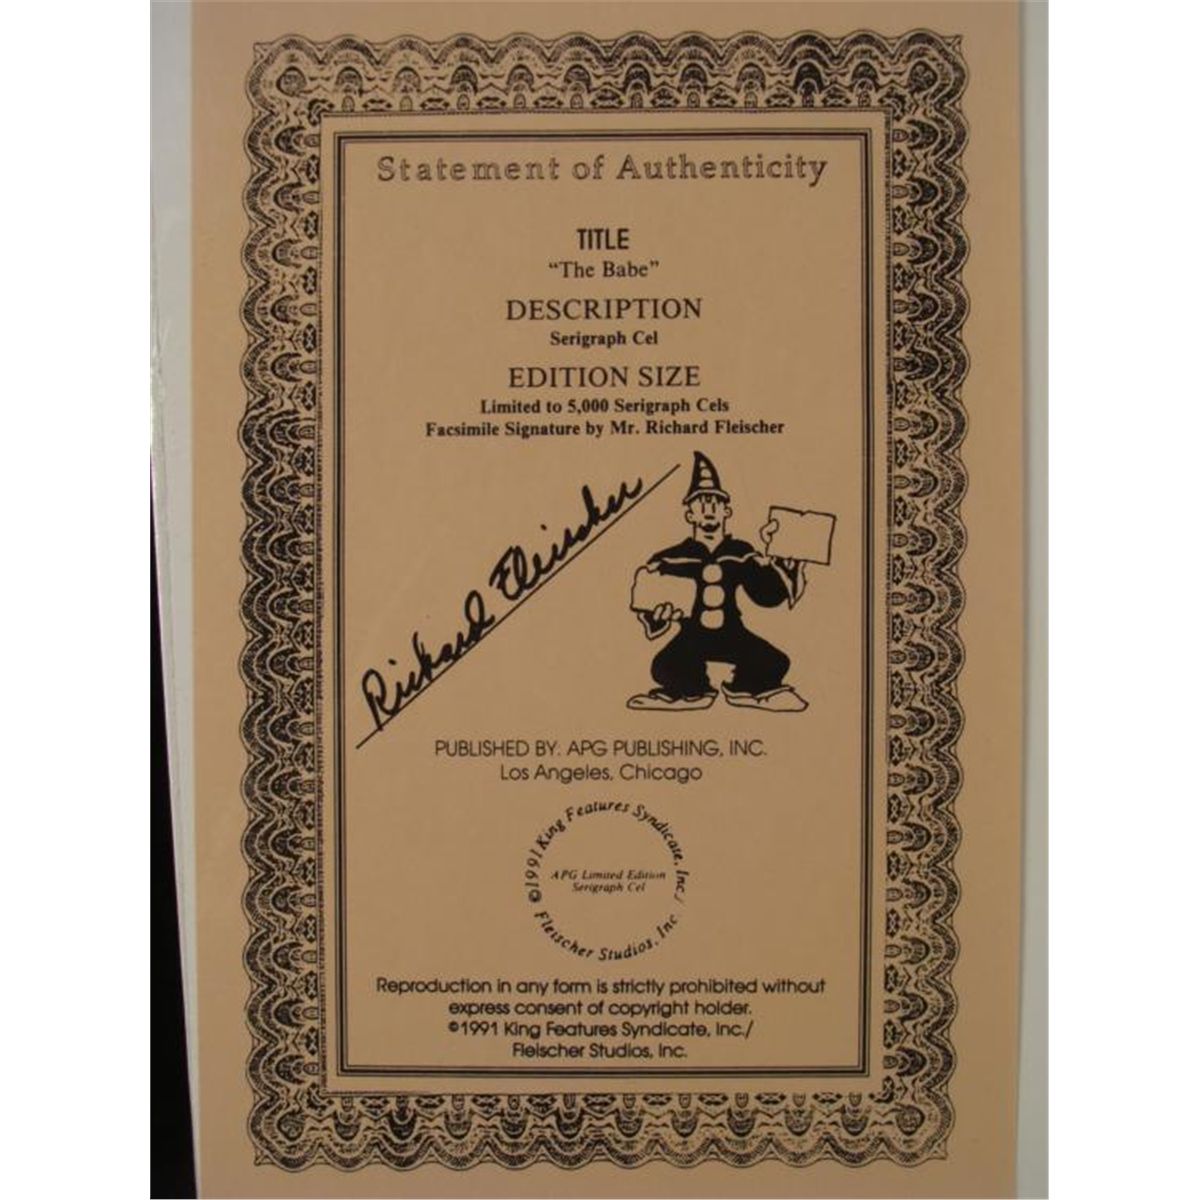 Statement of Authenticity
TITLE
“The Babe”
DESCRIPTION
Serigraph Cel
EDITION SIZE
Limited to 5,000 Serigraph Cels
Facsimile Signature by Mr. Richard Fleischer
Richard Fleischer
PUBLISHED BY: APG PUBLISHING, INC.
Los Angeles, Chicago
©1991 King Features Syndicate, Inc./
Fleischer Studios, Inc.
APG Limited Edition
Serigraph Cel
Reproduction in any form is strictly prohibited without
express consent of copyright holder.
©1991 King Features Syndicate, Inc./
Fleischer Studios, Inc.